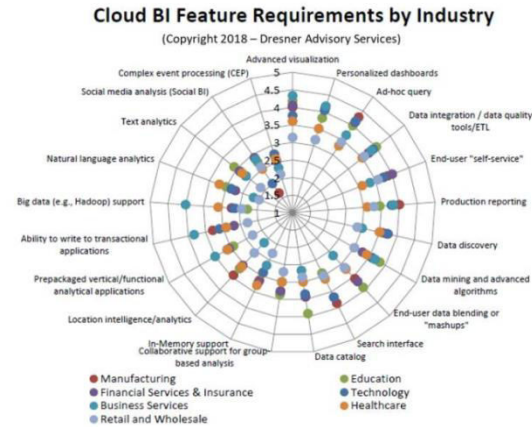 Cloud BI Feature Requirements by Industry
(Copyright 2018 – Dresner Advisory Services)
Advanced visualization
Personalized dashboards
Ad-hoc query
Data integration / data quality
tools/ETL
End-user "self-service"
Production reporting
Data discovery
Data mining and advanced
algorithms
End-user data blending or
"mashups"
Search interface
Data catalog
Collaborative support for group-
based analysis
In-Memory support
Location intelligence/analytics
Prepackaged vertical/functional
analytical applications
Ability to write to transactional
applications
Big data (e.g., Hadoop) support
Natural language analytics
Text analytics
Social media analysis (Social BI)
Complex event processing (CEP)
5
4.5
4
3.5
3
2.5
2
1.5
1
Manufacturing
Education
Financial Services & Insurance
Technology
Business Services
Healthcare
Retail and Wholesale